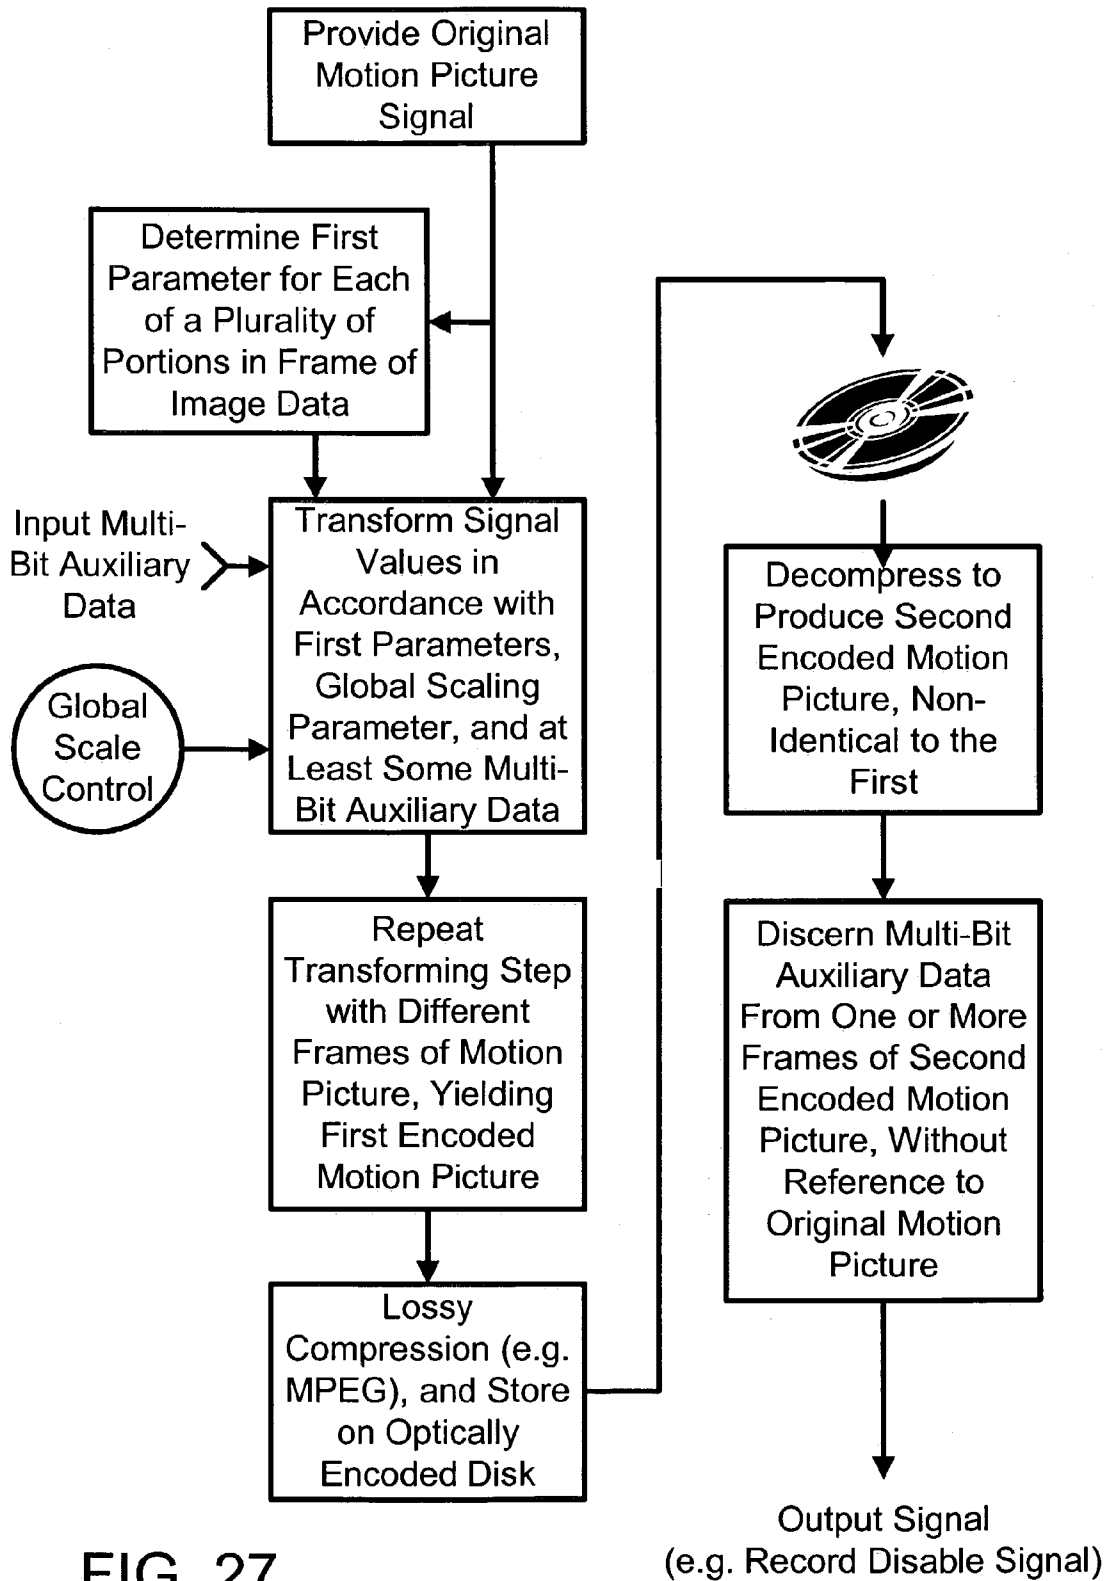 Provide Original
Motion Picture
Signal
Determine First
Parameter for Each
of a Plurality of
Portions in Frame of
Image Data
Input Multi-
Bit Auxiliary
Data
Global
Scale
Control
Transform Signal
Values in
Accordance with
First Parameters,
Global Scaling
Parameter, and at
Least Some Multi-
Bit Auxiliary Data
Repeat
Transforming Step
with Different
Frames of Motion
Picture, Yielding
First Encoded
Motion Picture
Lossy
Compression (e.g.
MPEG), and Store
on Optically
Encoded Disk
Decompress to
Produce Second
Encoded Motion
Picture, Non-
Identical to the
First
Discern Multi-Bit
Auxiliary Data
From One or More
Frames of Second
Encoded Motion
Picture, Without
Reference to
Original Motion
Picture
Output Signal
(e.g. Record Disable Signal)
FIG. 27